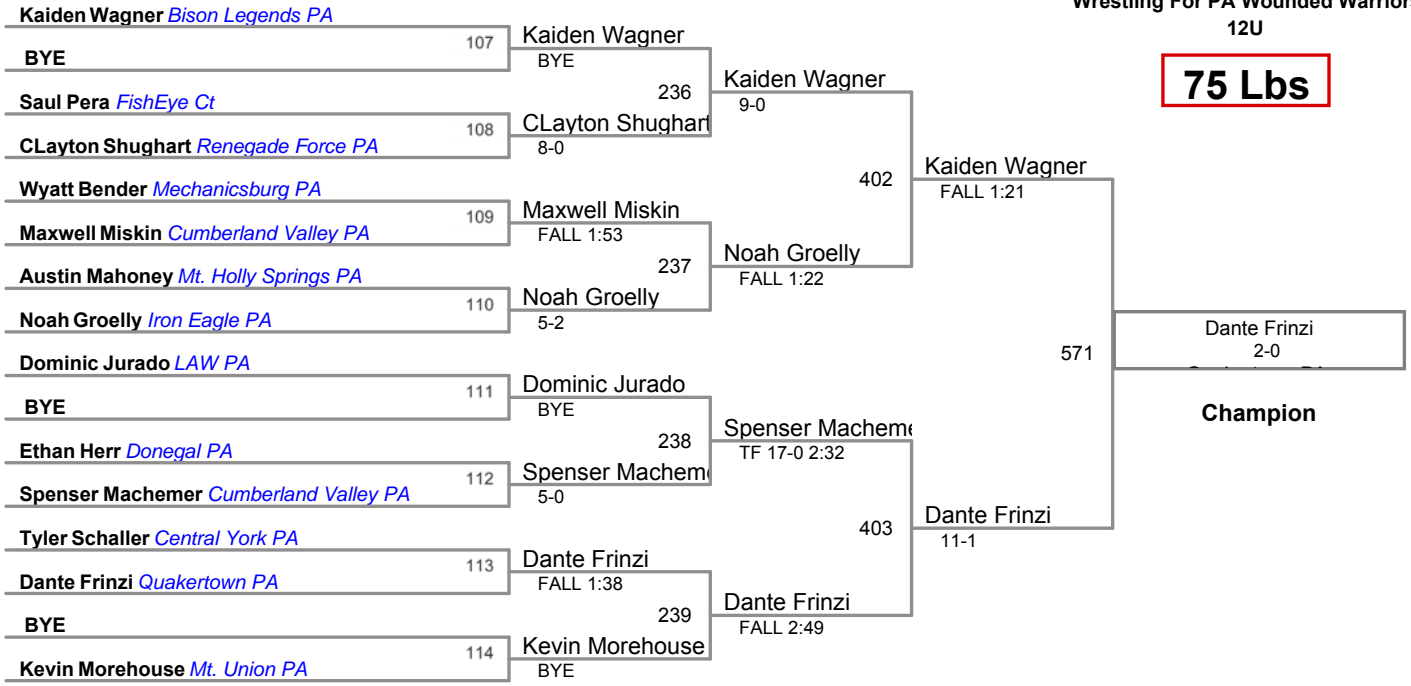 Wrestling For PA Wounded Warriors
12U
75 Lbs
Kaiden Wagner Bison Legends PA
107
BYE
Saul Pera FishEye Ct
108
CLayton Shughart Renegade Force PA
Wyatt Bender Mechanicsburg PA
109
Maxwell Miskin Cumberland Valley PA
Austin Mahoney Mt. Holly Springs PA
110
Noah Groelly Iron Eagle PA
Dominic Jurado LAW PA
111
BYE
Ethan Herr Donegal PA
112
Spenser Machemer Cumberland Valley PA
Tyler Schaller Central York PA
113
Dante Frinzi Quakertown PA
BYE
114
Kevin Morehouse Mt. Union PA
Kaiden Wagner
BYE
236
CLayton Shughart
8-0
Maxwell Miskin
FALL 1:53
237
Noah Groelly
5-2
Dominic Jurado
BYE
238
Spenser Machem
5-0
Dante Frinzi
FALL 1:38
239
Kevin Morehouse
BYE
Kaiden Wagner
9-0
402
Noah Groelly
FALL 1:22
Spenser Macheme
TF 17-0 2:32
403
Dante Frinzi
FALL 2:49
Kaiden Wagner
FALL 1:21
571
Dante Frinzi
11-1
Dante Frinzi
2-0
Champion